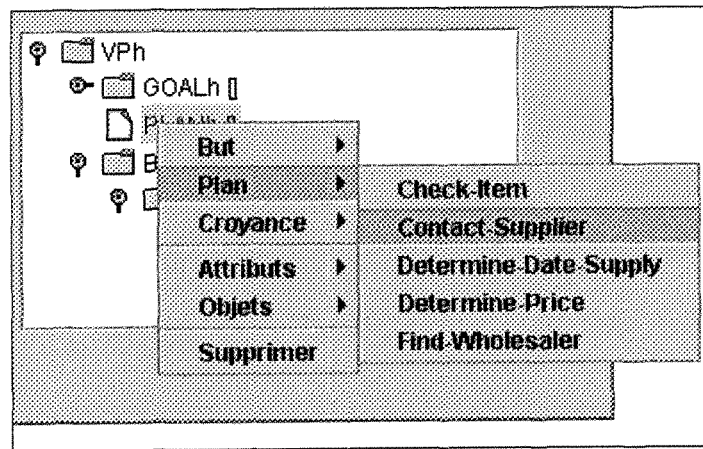 VPh
GOALh []
But
Plan
Croyance
Attributs
Objets
Supprimer
Check-Item
Contact-Supplier
Determine-Date-Supply
Determine-Price
Find-Wholesaler